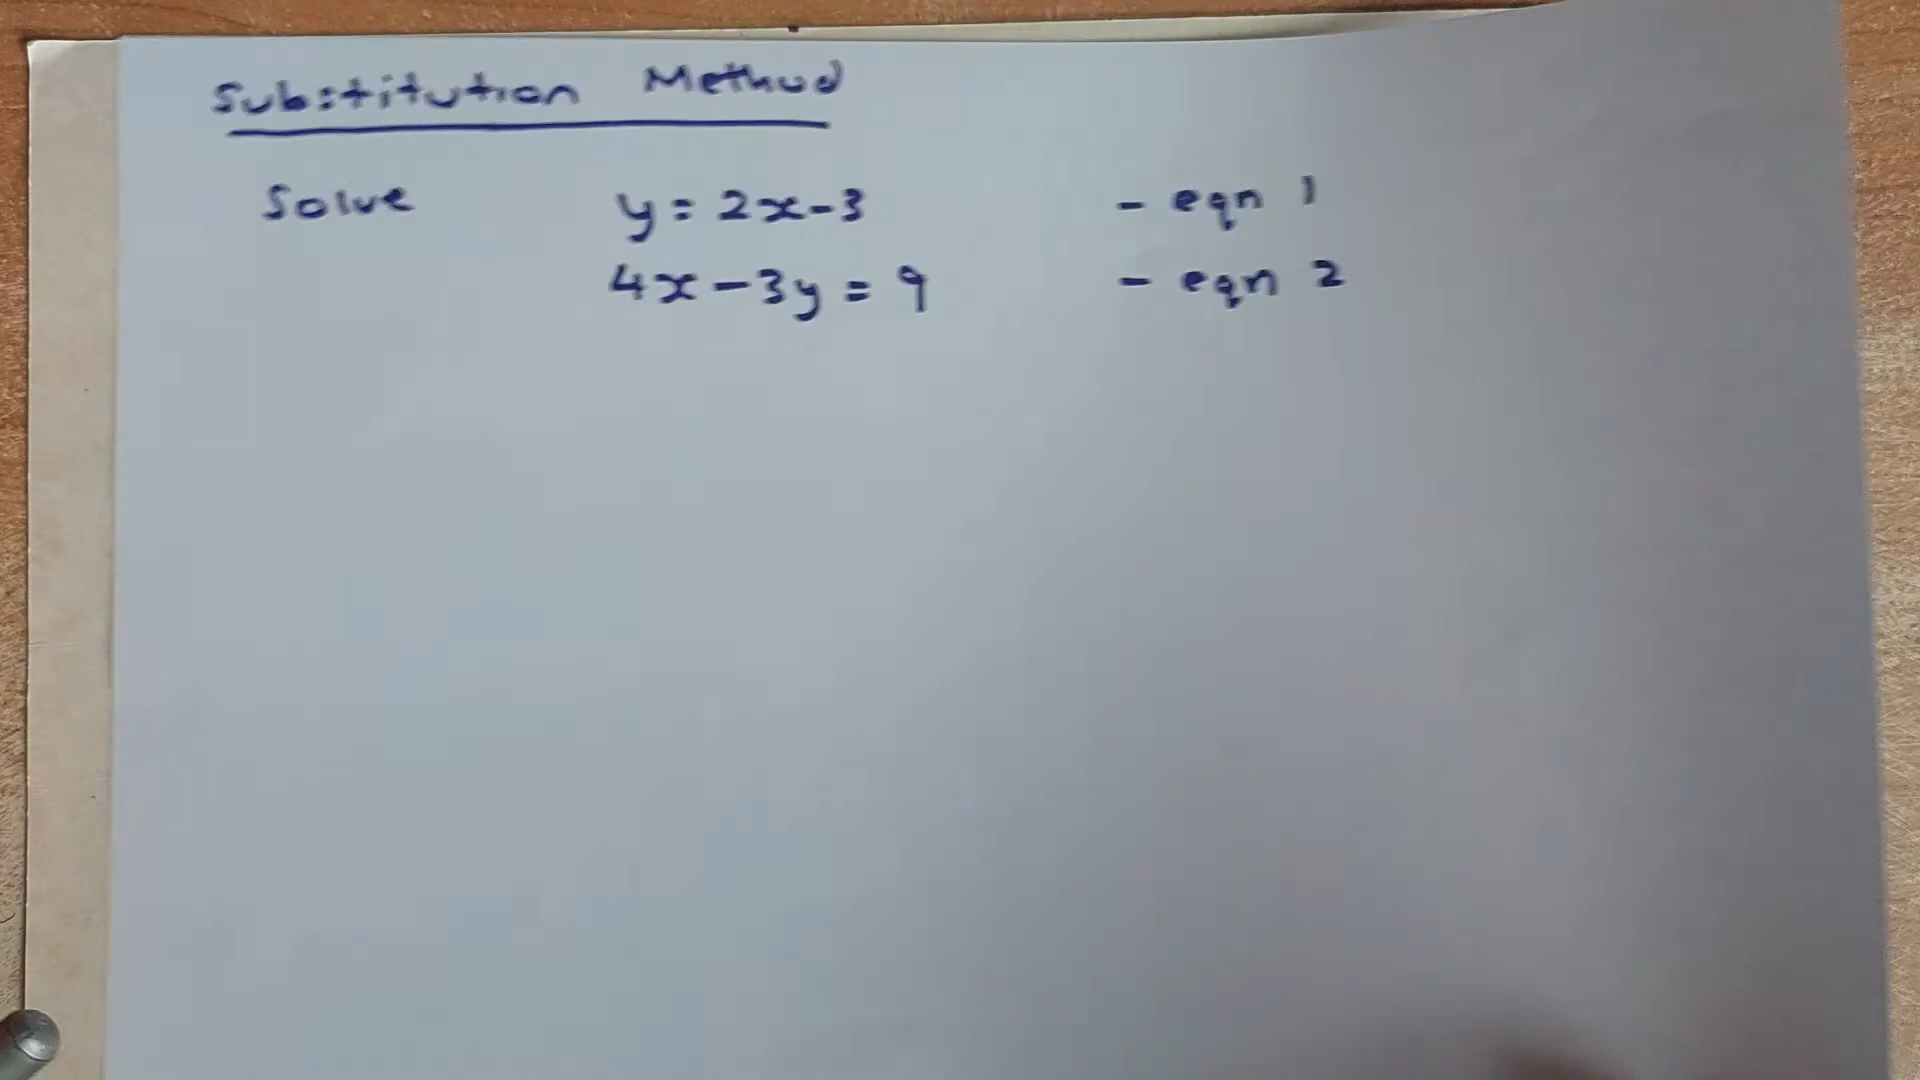 Substitution Method
Solve y = 2x - 3 - eqn 1
4x - 3y = 9 - eqn 2